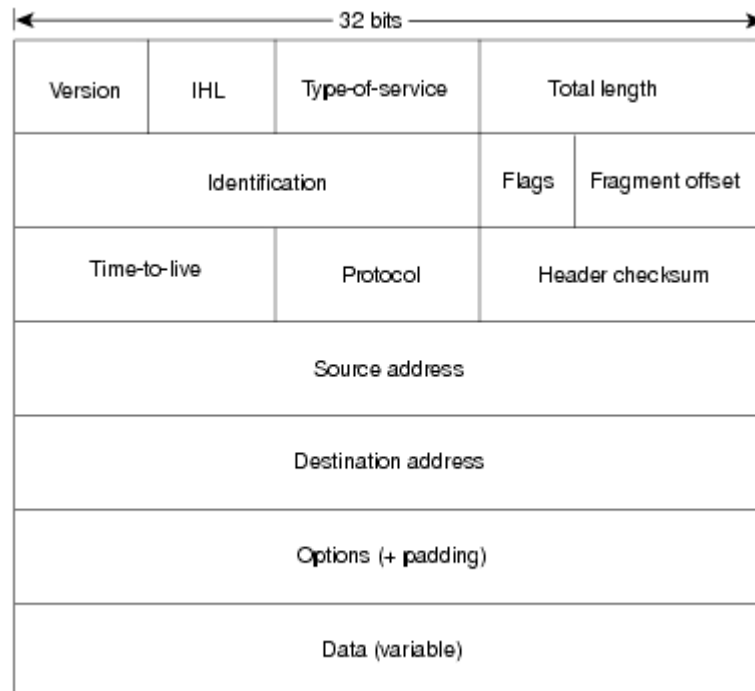 32 bits
Version IHL Type-of-service Total length
Identification Flags Fragment offset
Time-to-live Protocol Header checksum
Source address
Destination address
Options (+ padding)
Data (variable)